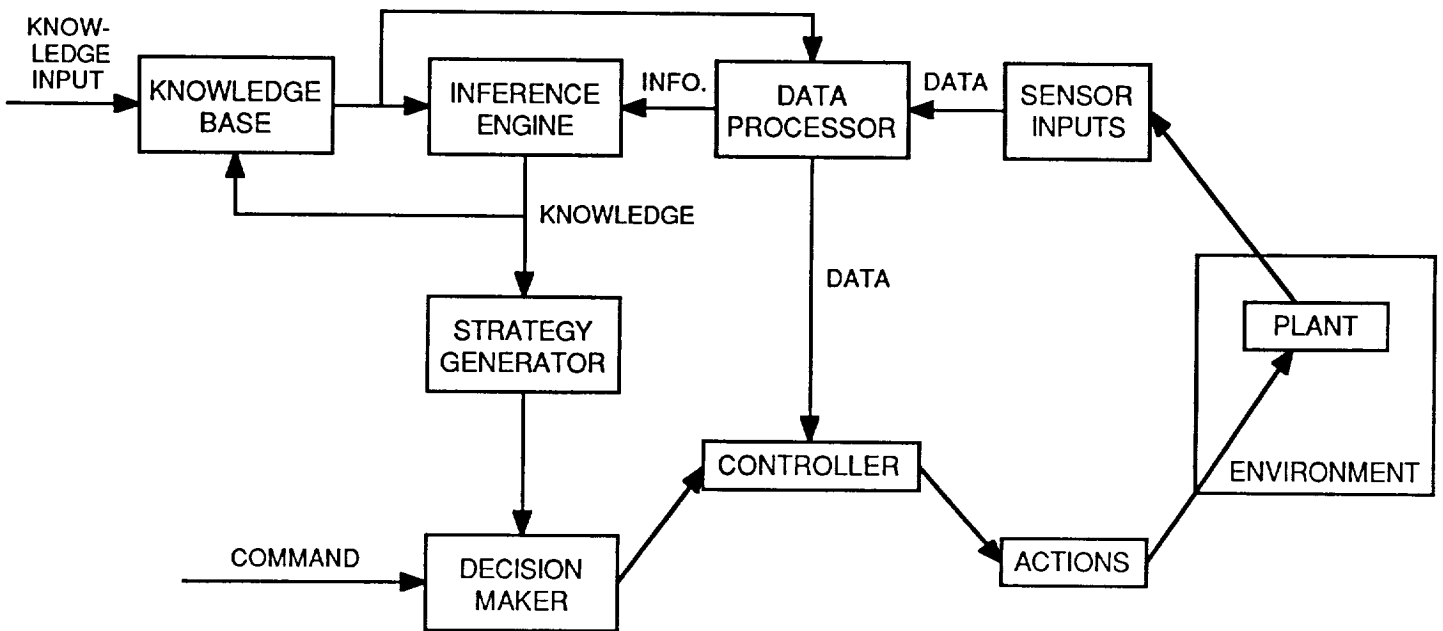 KNOW-
LEDGE
INPUT
KNOWLEDGE
BASE
INFERENCE
ENGINE
INFO.
DATA
PROCESSOR
DATA
SENSOR
INPUTS
KNOWLEDGE
DATA
STRATEGY
GENERATOR
PLANT
ENVIRONMENT
CONTROLLER
COMMAND
DECISION
MAKER
ACTIONS